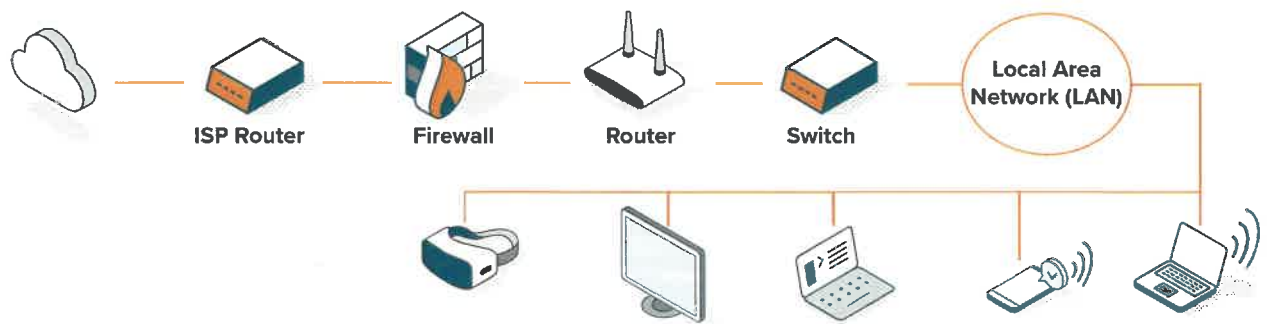 Local Area
Network (LAN)
ISP Router
Firewall
Router
Switch